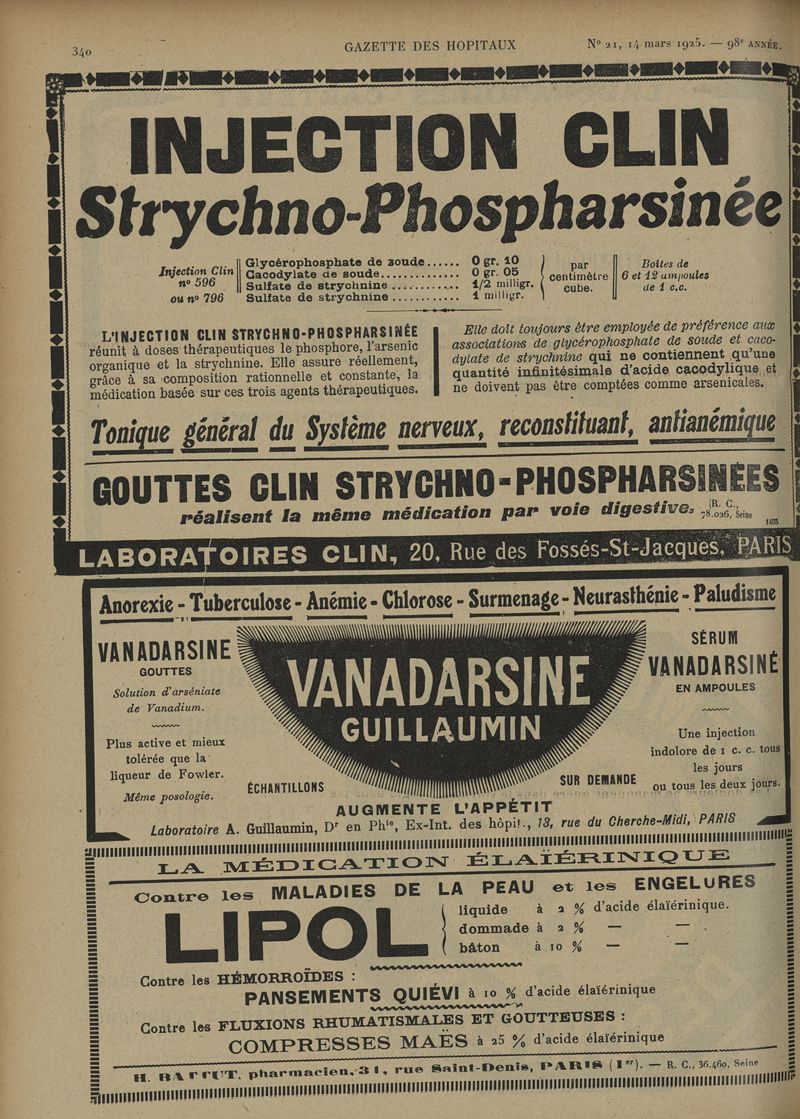 340
GAZETTE DES HOPITAUX
N° 21, 14 mars 1925. — 98e ANNÉE.
INJECTION CLIN
Strychno-Phospharsinée
Injection Clin
n° 596
ou n° 796
Glycérophosphate de soude...... 0 gr. 10
Cacodylate de soude............. 0 gr. 05
Sulfate de strychnine ............ 1/2 milligr.
Sulfate de strychnine ............ 1 milligr.
par
centimètre
cube.
Boîtes de
6 et 12 ampoules
de 1 c.c.
L'INJECTION CLIN STRYCHNO-PHOSPHARSINÉE
réunit à doses thérapeutiques le phosphore, l'arsenic
organique et la strychnine. Elle assure réellement,
grâce à sa composition rationnelle et constante, la
médication basée sur ces trois agents thérapeutiques.
Elle doit toujours être employée de préférence aux
associations de glycérophosphate de soude et caco-
dylate de strychnine qui ne contiennent qu'une
quantité infinitésimale d'acide cacodylique et
ne doivent pas être comptées comme arsenicales.
Tonique général du Système nerveux, reconstituant, antianémique
GOUTTES CLIN STRYCHNO-PHOSPHARSINÉES
réalisent la même médication par voie digestive.
R. C.,
78.026, Seine
1403
LABORATOIRES CLIN, 20, Rue des Fossés-St-Jacques, PARIS
Anorexie - Tuberculose - Anémie - Chlorose - Surmenage - Neurasthénie - Paludisme
VANADARSINE
GOUTTES
Solution d'arséniate
de Vanadium.
Plus active et mieux
tolérée que la
liqueur de Fowler.
Même posologie.
VANADARSINE
GUILLAUMIN
SÉRUM
VANADARSINÉ
EN AMPOULES
Une injection
indolore de 1 c. c. tous
les jours
ou tous les deux jours.
ÉCHANTILLONS
SUR DEMANDE
AUGMENTE L'APPÉTIT
Laboratoire A. Guillaumin, Dr en Phie, Ex-Int. des hôpit., 13, rue du Cherche-Midi, PARIS
LA MÉDICATION ÉLAÏÉRINIQUE
Contre les MALADIES DE LA PEAU et les ENGELURES
LIPOL
liquide à 2 % d'acide élaïérinique.
dommade à 2 % — — .
bâton à 10 % — —
Contre les HÉMORROÏDES :
PANSEMENTS QUIÉVI à 10 % d'acide élaïérinique
Contre les FLUXIONS RHUMATISMALES ET GOUTTEUSES :
COMPRESSES MAËS à 25 % d'acide élaïérinique
H. pharmacien, 31, rue Saint-Denis, PARIS (1er). — R. C., 36.460, Seine